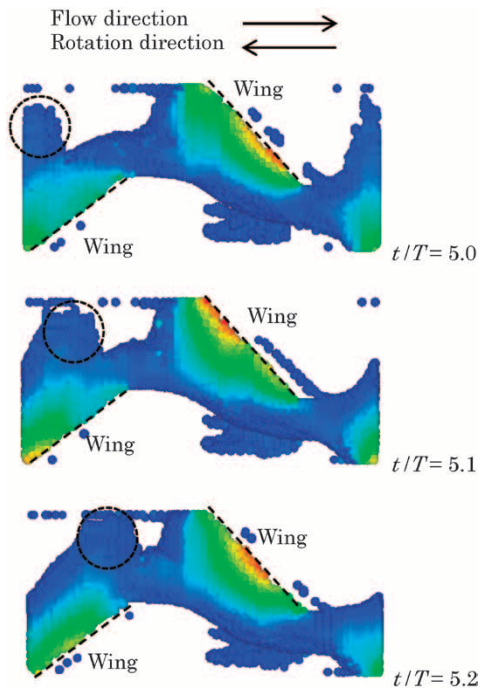 Flow direction
Rotation direction
Wing
Wing
t/T = 5.0
Wing
Wing
t/T = 5.1
Wing
Wing
t/T = 5.2